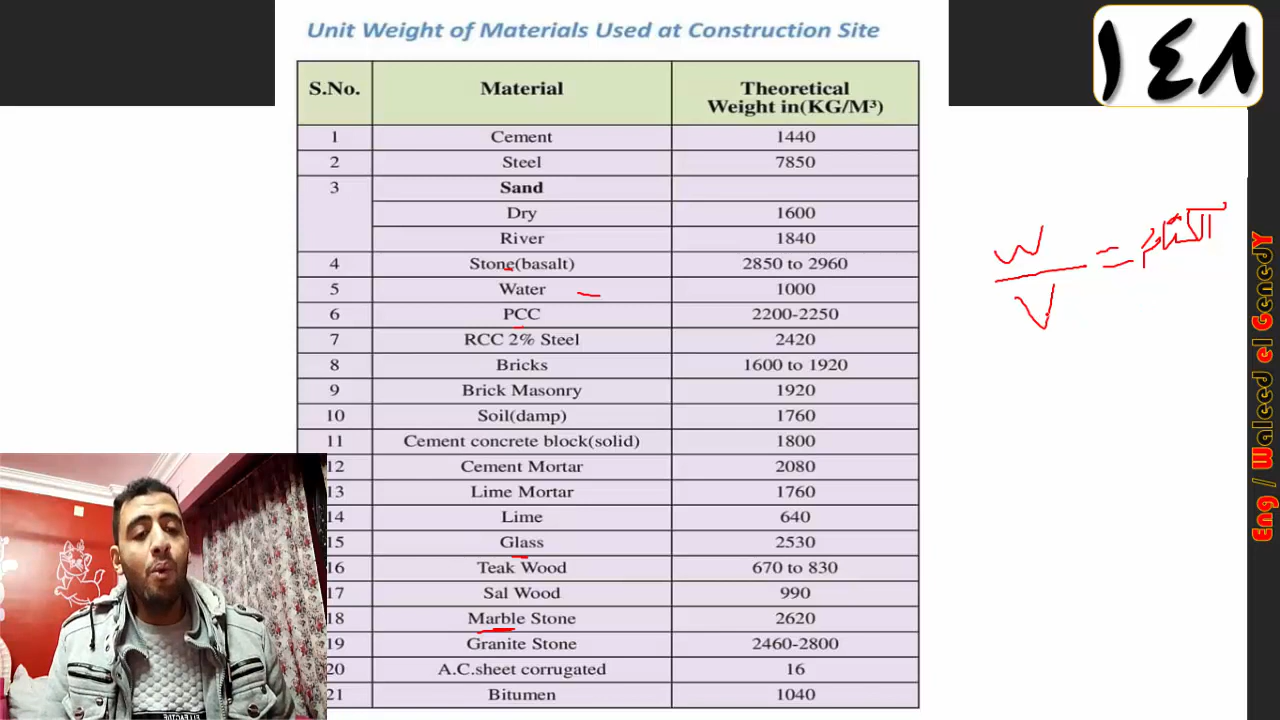 Unit Weight of Materials Used at Construction Site
١٤٨
S.No. Material Theoretical Weight in(KG/M³)
1 Cement 1440
2 Steel 7850
3 Sand
Dry 1600
River 1840
4 Stone(basalt) 2850 to 2960
5 Water 1000
6 PCC 2200-2250
7 RCC 2% Steel 2420
8 Bricks 1600 to 1920
9 Brick Masonry 1920
10 Soil(damp) 1760
11 Cement concrete block(solid) 1800
12 Cement Mortar 2080
13 Lime Mortar 1760
14 Lime 640
15 Glass 2530
16 Teak Wood 670 to 830
17 Sal Wood 990
18 Marble Stone 2620
19 Granite Stone 2460-2800
20 A.C.sheet corrugated 16
21 Bitumen 1040
W
V
=
Eng / Waleed el GenedY